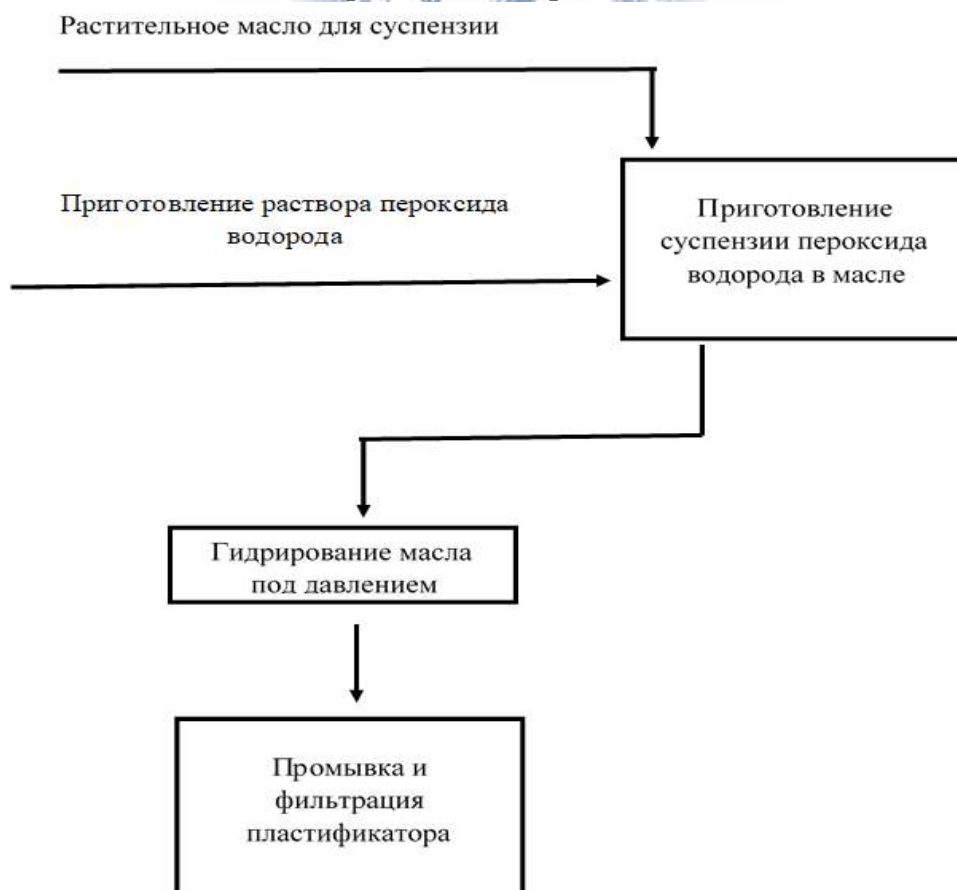 Растительное масло для суспензии
Приготовление раствора пероксида
водорода
Приготовление
суспензии пероксида
водорода в масле
Гидрирование масла
под давлением
Промывка и
фильтрация
пластификатора